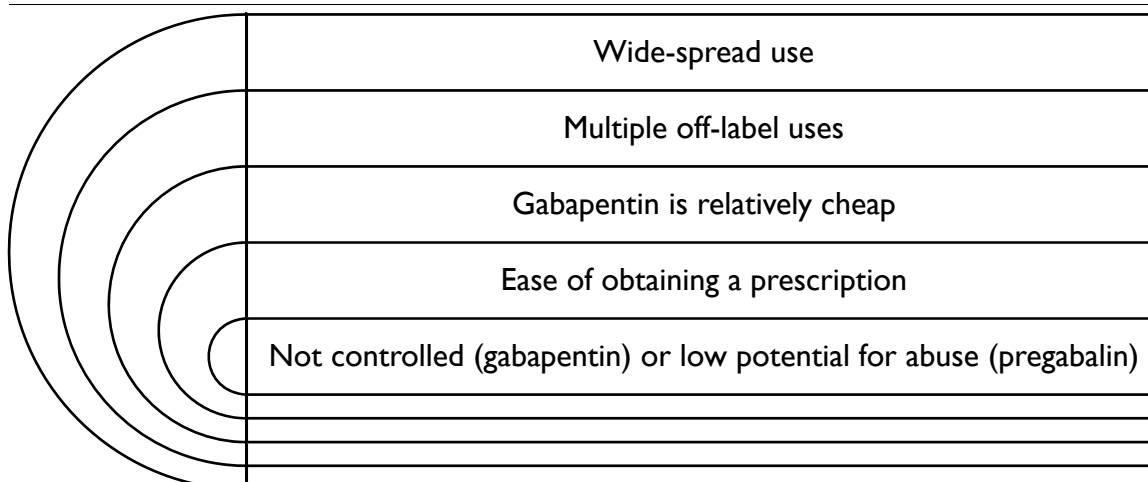 Wide-spread use
Multiple off-label uses
Gabapentin is relatively cheap
Ease of obtaining a prescription
Not controlled (gabapentin) or low potential for abuse (pregabalin)